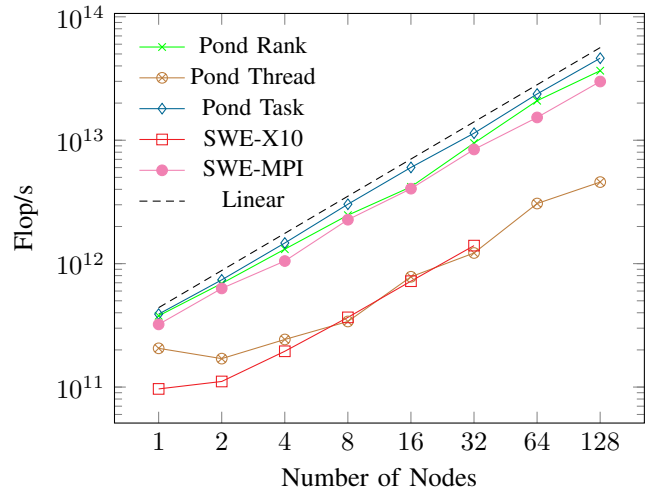 10^14
10^13
10^12
10^11
Flop/s
Pond Rank
Pond Thread
Pond Task
SWE-X10
SWE-MPI
Linear
1 2 4 8 16 32 64 128
Number of Nodes